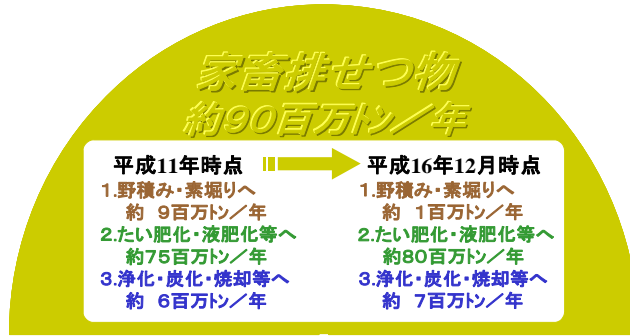 家畜排せつ物
約90百万トン／年
平成11年時点
1.野積み・素堀りへ
約 9百万トン／年
2.たい肥化・液肥化等へ
約75百万トン／年
3.浄化・炭化・焼却等へ
約 6百万トン／年
平成16年12月時点
1.野積み・素堀りへ
約 1百万トン／年
2.たい肥化・液肥化等へ
約80百万トン／年
3.浄化・炭化・焼却等へ
約 7百万トン／年